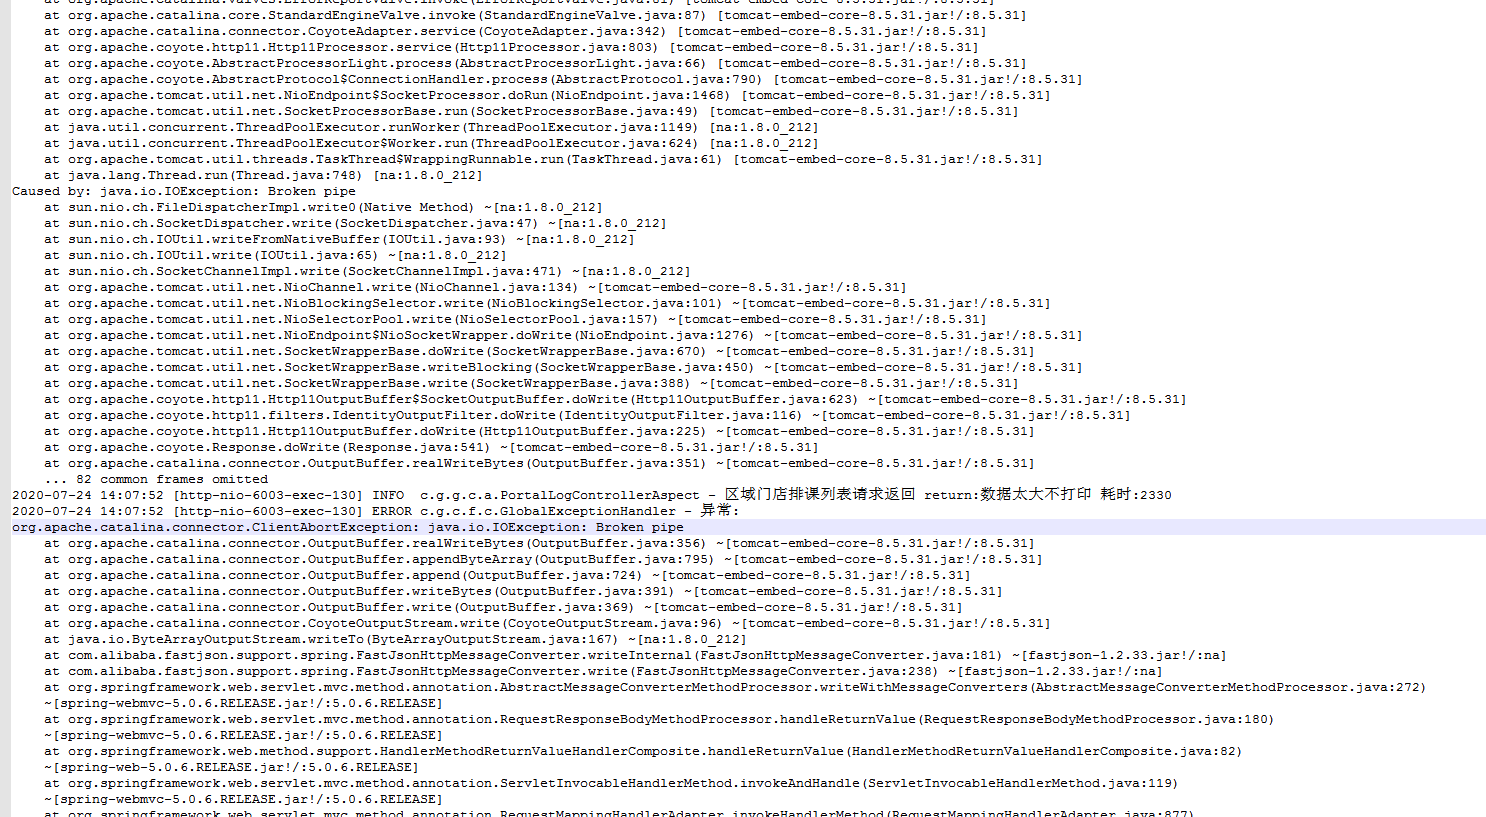 at org.apache.catalina.valves.ErrorReportValve.invoke(ErrorReportValve.java:81) [tomcat-embed-core-8.5.31.jar!/:8.5.31]
at org.apache.catalina.core.StandardEngineValve.invoke(StandardEngineValve.java:87) [tomcat-embed-core-8.5.31.jar!/:8.5.31]
at org.apache.catalina.connector.CoyoteAdapter.service(CoyoteAdapter.java:342) [tomcat-embed-core-8.5.31.jar!/:8.5.31]
at org.apache.coyote.http11.Http11Processor.service(Http11Processor.java:803) [tomcat-embed-core-8.5.31.jar!/:8.5.31]
at org.apache.coyote.AbstractProcessorLight.process(AbstractProcessorLight.java:66) [tomcat-embed-core-8.5.31.jar!/:8.5.31]
at org.apache.coyote.AbstractProtocol$ConnectionHandler.process(AbstractProtocol.java:790) [tomcat-embed-core-8.5.31.jar!/:8.5.31]
at org.apache.tomcat.util.net.NioEndpoint$SocketProcessor.doRun(NioEndpoint.java:1468) [tomcat-embed-core-8.5.31.jar!/:8.5.31]
at org.apache.tomcat.util.net.SocketProcessorBase.run(SocketProcessorBase.java:49) [tomcat-embed-core-8.5.31.jar!/:8.5.31]
at java.util.concurrent.ThreadPoolExecutor.runWorker(ThreadPoolExecutor.java:1149) [na:1.8.0_212]
at java.util.concurrent.ThreadPoolExecutor$Worker.run(ThreadPoolExecutor.java:624) [na:1.8.0_212]
at org.apache.tomcat.util.threads.TaskThread$WrappingRunnable.run(TaskThread.java:61) [tomcat-embed-core-8.5.31.jar!/:8.5.31]
at java.lang.Thread.run(Thread.java:748) [na:1.8.0_212]
Caused by: java.io.IOException: Broken pipe
at sun.nio.ch.FileDispatcherImpl.write0(Native Method) ~[na:1.8.0_212]
at sun.nio.ch.SocketDispatcher.write(SocketDispatcher.java:47) ~[na:1.8.0_212]
at sun.nio.ch.IOUtil.writeFromNativeBuffer(IOUtil.java:93) ~[na:1.8.0_212]
at sun.nio.ch.IOUtil.write(IOUtil.java:65) ~[na:1.8.0_212]
at sun.nio.ch.SocketChannelImpl.write(SocketChannelImpl.java:471) ~[na:1.8.0_212]
at org.apache.tomcat.util.net.NioChannel.write(NioChannel.java:134) ~[tomcat-embed-core-8.5.31.jar!/:8.5.31]
at org.apache.tomcat.util.net.NioBlockingSelector.write(NioBlockingSelector.java:101) ~[tomcat-embed-core-8.5.31.jar!/:8.5.31]
at org.apache.tomcat.util.net.NioSelectorPool.write(NioSelectorPool.java:157) ~[tomcat-embed-core-8.5.31.jar!/:8.5.31]
at org.apache.tomcat.util.net.NioEndpoint$NioSocketWrapper.doWrite(NioEndpoint.java:1276) ~[tomcat-embed-core-8.5.31.jar!/:8.5.31]
at org.apache.tomcat.util.net.SocketWrapperBase.doWrite(SocketWrapperBase.java:670) ~[tomcat-embed-core-8.5.31.jar!/:8.5.31]
at org.apache.tomcat.util.net.SocketWrapperBase.writeBlocking(SocketWrapperBase.java:450) ~[tomcat-embed-core-8.5.31.jar!/:8.5.31]
at org.apache.tomcat.util.net.SocketWrapperBase.write(SocketWrapperBase.java:388) ~[tomcat-embed-core-8.5.31.jar!/:8.5.31]
at org.apache.coyote.http11.Http11OutputBuffer$SocketOutputBuffer.doWrite(Http11OutputBuffer.java:623) ~[tomcat-embed-core-8.5.31.jar!/:8.5.31]
at org.apache.coyote.http11.filters.IdentityOutputFilter.doWrite(IdentityOutputFilter.java:116) ~[tomcat-embed-core-8.5.31.jar!/:8.5.31]
at org.apache.coyote.http11.Http11OutputBuffer.doWrite(Http11OutputBuffer.java:225) ~[tomcat-embed-core-8.5.31.jar!/:8.5.31]
at org.apache.coyote.Response.doWrite(Response.java:541) ~[tomcat-embed-core-8.5.31.jar!/:8.5.31]
at org.apache.catalina.connector.OutputBuffer.realWriteBytes(OutputBuffer.java:351) ~[tomcat-embed-core-8.5.31.jar!/:8.5.31]
... 82 common frames omitted
2020-07-24 14:07:52 [http-nio-6003-exec-130] INFO  c.g.g.c.a.PortalLogControllerAspect - 区域门店排课列表请求返回 return:数据太大不打印 耗时:2330
2020-07-24 14:07:52 [http-nio-6003-exec-130] ERROR c.g.c.f.c.GlobalExceptionHandler - 异常:
org.apache.catalina.connector.ClientAbortException: java.io.IOException: Broken pipe
at org.apache.catalina.connector.OutputBuffer.realWriteBytes(OutputBuffer.java:356) ~[tomcat-embed-core-8.5.31.jar!/:8.5.31]
at org.apache.catalina.connector.OutputBuffer.appendByteArray(OutputBuffer.java:795) ~[tomcat-embed-core-8.5.31.jar!/:8.5.31]
at org.apache.catalina.connector.OutputBuffer.append(OutputBuffer.java:724) ~[tomcat-embed-core-8.5.31.jar!/:8.5.31]
at org.apache.catalina.connector.OutputBuffer.writeBytes(OutputBuffer.java:391) ~[tomcat-embed-core-8.5.31.jar!/:8.5.31]
at org.apache.catalina.connector.OutputBuffer.write(OutputBuffer.java:369) ~[tomcat-embed-core-8.5.31.jar!/:8.5.31]
at org.apache.catalina.connector.CoyoteOutputStream.write(CoyoteOutputStream.java:96) ~[tomcat-embed-core-8.5.31.jar!/:8.5.31]
at java.io.ByteArrayOutputStream.writeTo(ByteArrayOutputStream.java:167) ~[na:1.8.0_212]
at com.alibaba.fastjson.support.spring.FastJsonHttpMessageConverter.writeInternal(FastJsonHttpMessageConverter.java:181) ~[fastjson-1.2.33.jar!/:na]
at com.alibaba.fastjson.support.spring.FastJsonHttpMessageConverter.write(FastJsonHttpMessageConverter.java:238) ~[fastjson-1.2.33.jar!/:na]
at org.springframework.web.servlet.mvc.method.annotation.AbstractMessageConverterMethodProcessor.writeWithMessageConverters(AbstractMessageConverterMethodProcessor.java:272)
~[spring-webmvc-5.0.6.RELEASE.jar!/:5.0.6.RELEASE]
at org.springframework.web.servlet.mvc.method.annotation.RequestResponseBodyMethodProcessor.handleReturnValue(RequestResponseBodyMethodProcessor.java:180)
~[spring-webmvc-5.0.6.RELEASE.jar!/:5.0.6.RELEASE]
at org.springframework.web.method.support.HandlerMethodReturnValueHandlerComposite.handleReturnValue(HandlerMethodReturnValueHandlerComposite.java:82)
~[spring-web-5.0.6.RELEASE.jar!/:5.0.6.RELEASE]
at org.springframework.web.servlet.mvc.method.annotation.ServletInvocableHandlerMethod.invokeAndHandle(ServletInvocableHandlerMethod.java:119)
~[spring-webmvc-5.0.6.RELEASE.jar!/:5.0.6.RELEASE]
at org.springframework.web.servlet.mvc.method.annotation.RequestMappingHandlerAdapter.invokeHandlerMethod(RequestMappingHandlerAdapter.java:877)